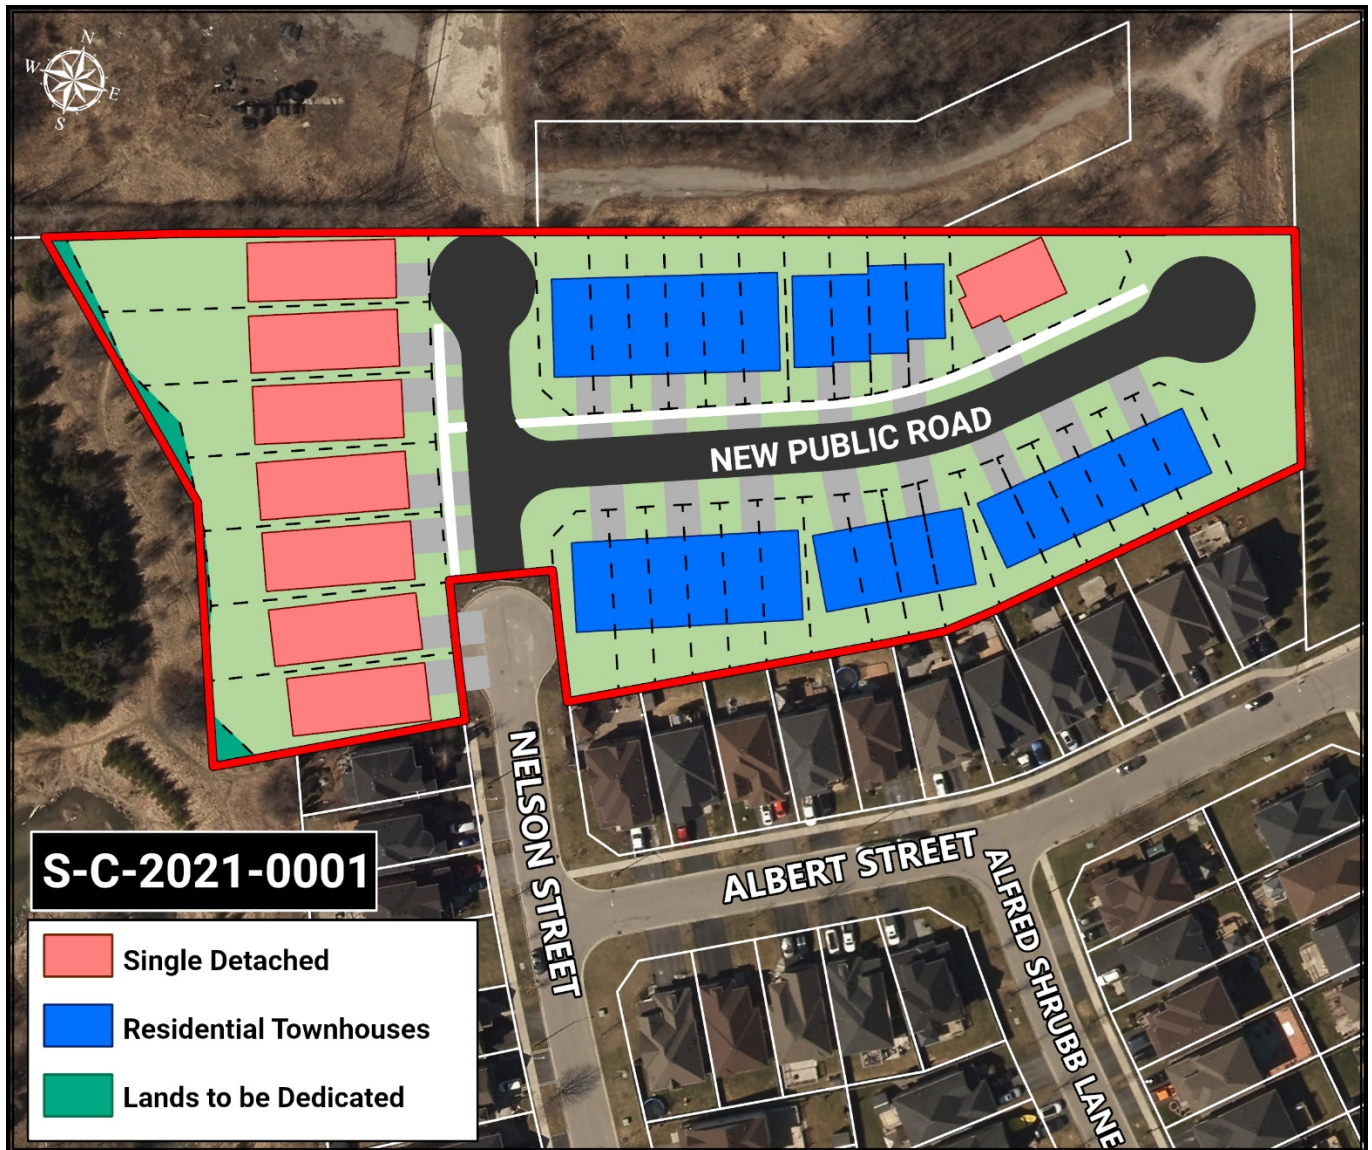 N
W
E
S
NEW PUBLIC ROAD
NELSON STREET
ALBERT STREET
ALFRED SHRUBB LANE
S-C-2021-0001
Single Detached
Residential Townhouses
Lands to be Dedicated